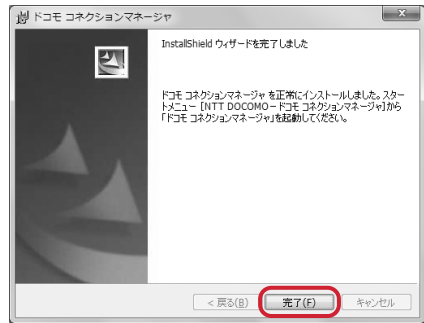 ドコモ コネクションマネージャ
InstallShield ウィザードを完了しました
ドコモ コネクションマネージャ を正常にインストールしました。スター
トメニュー [NTT DOCOMO－ドコモ コネクションマネージャ]から
「ドコモ コネクションマネージャ」を起動してください。
< 戻る(B) 完了(F) キャンセル